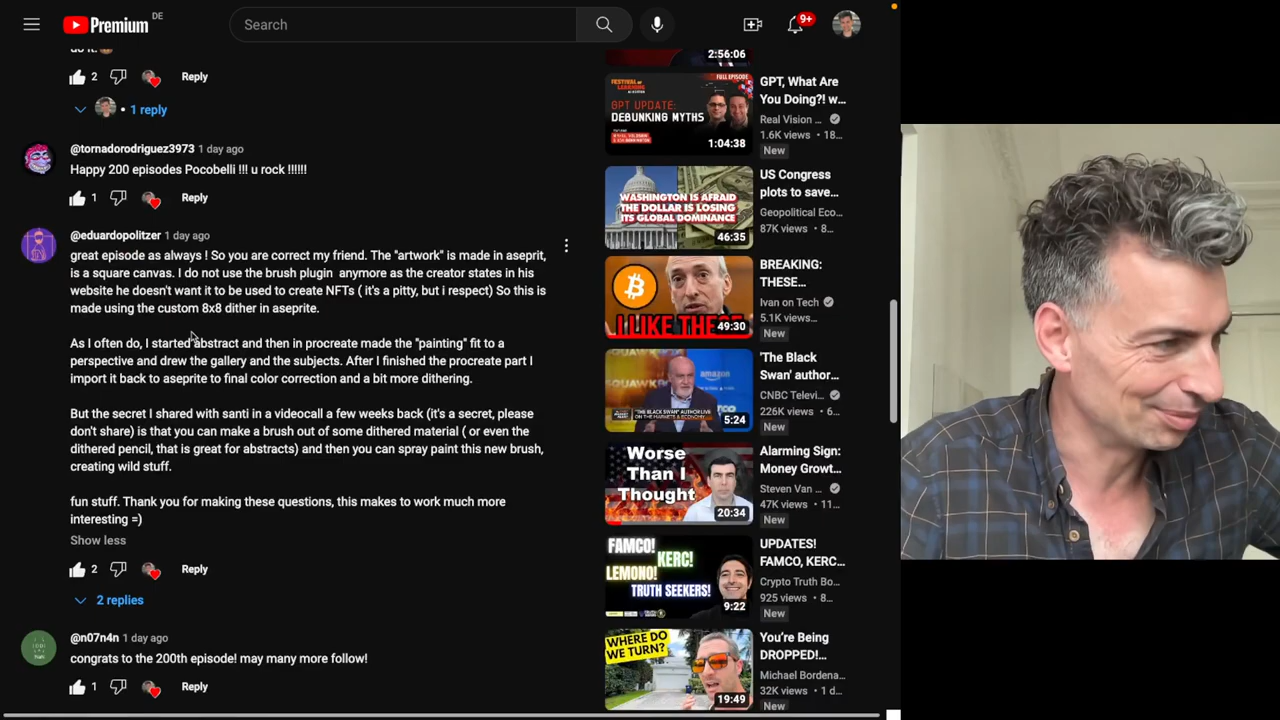 Premium DE
Search
9+
do it!
2
Reply
1 reply
@tornadorodriguez3973 1 day ago
Happy 200 episodes Pocobelli !!! u rock !!!!!!
1
Reply
@eduardopolitzer 1 day ago
great episode as always ! So you are correct my friend. The "artwork" is made in aseprit,
is a square canvas. I do not use the brush plugin anymore as the creator states in his
website he doesn't want it to be used to create NFTs ( it's a pitty, but i respect) So this is
made using the custom 8x8 dither in aseprite.
As I often do, I started abstract and then in procreate made the "painting" fit to a
perspective and drew the gallery and the subjects. After I finished the procreate part I
import it back to aseprite to final color correction and a bit more dithering.
But the secret I shared with santi in a videocall a few weeks back (it's a secret, please
don't share) is that you can make a brush out of some dithered material ( or even the
dithered pencil, that is great for abstracts) and then you can spray paint this new brush,
creating wild stuff.
fun stuff. Thank you for making these questions, this makes to work much more
interesting =)
Show less
2
Reply
2 replies
@n07n4n 1 day ago
congrats to the 200th episode! may many more follow!
1
Reply
2:56:06
FULL EPISODE
GPT UPDATE:
DEBUNKING MYTHS
1:04:38
GPT, What Are
You Doing?! w...
Real Vision ...
1.6K views • 18...
New
WASHINGTON IS AFRAID
THE DOLLAR IS LOSING
ITS GLOBAL DOMINANCE
46:35
US Congress
plots to save...
Geopolitical Eco...
87K views • 8...
New
I LIKE THESE
49:30
BREAKING:
THESE...
Ivan on Tech
5.1K views • ...
New
SQUAWK
amazon
"THE BLACK SWAN" AUTHOR LIVE
ON THE MARKETS & ECONOMY
5:24
'The Black
Swan' author...
CNBC Televi...
226K views • 6...
New
Worse
Than I
Thought
20:34
Alarming Sign:
Money Growt...
Steven Van ...
47K views • 11...
New
FAMCO!
KERC!
LEMONO!
TRUTH SEEKERS!
9:22
UPDATES!
FAMCO, KERC...
Crypto Truth Bo...
925 views • 8...
New
WHERE DO
WE TURN?
19:49
You're Being
DROPPED!...
Michael Bordena...
32K views • 1 d...
New